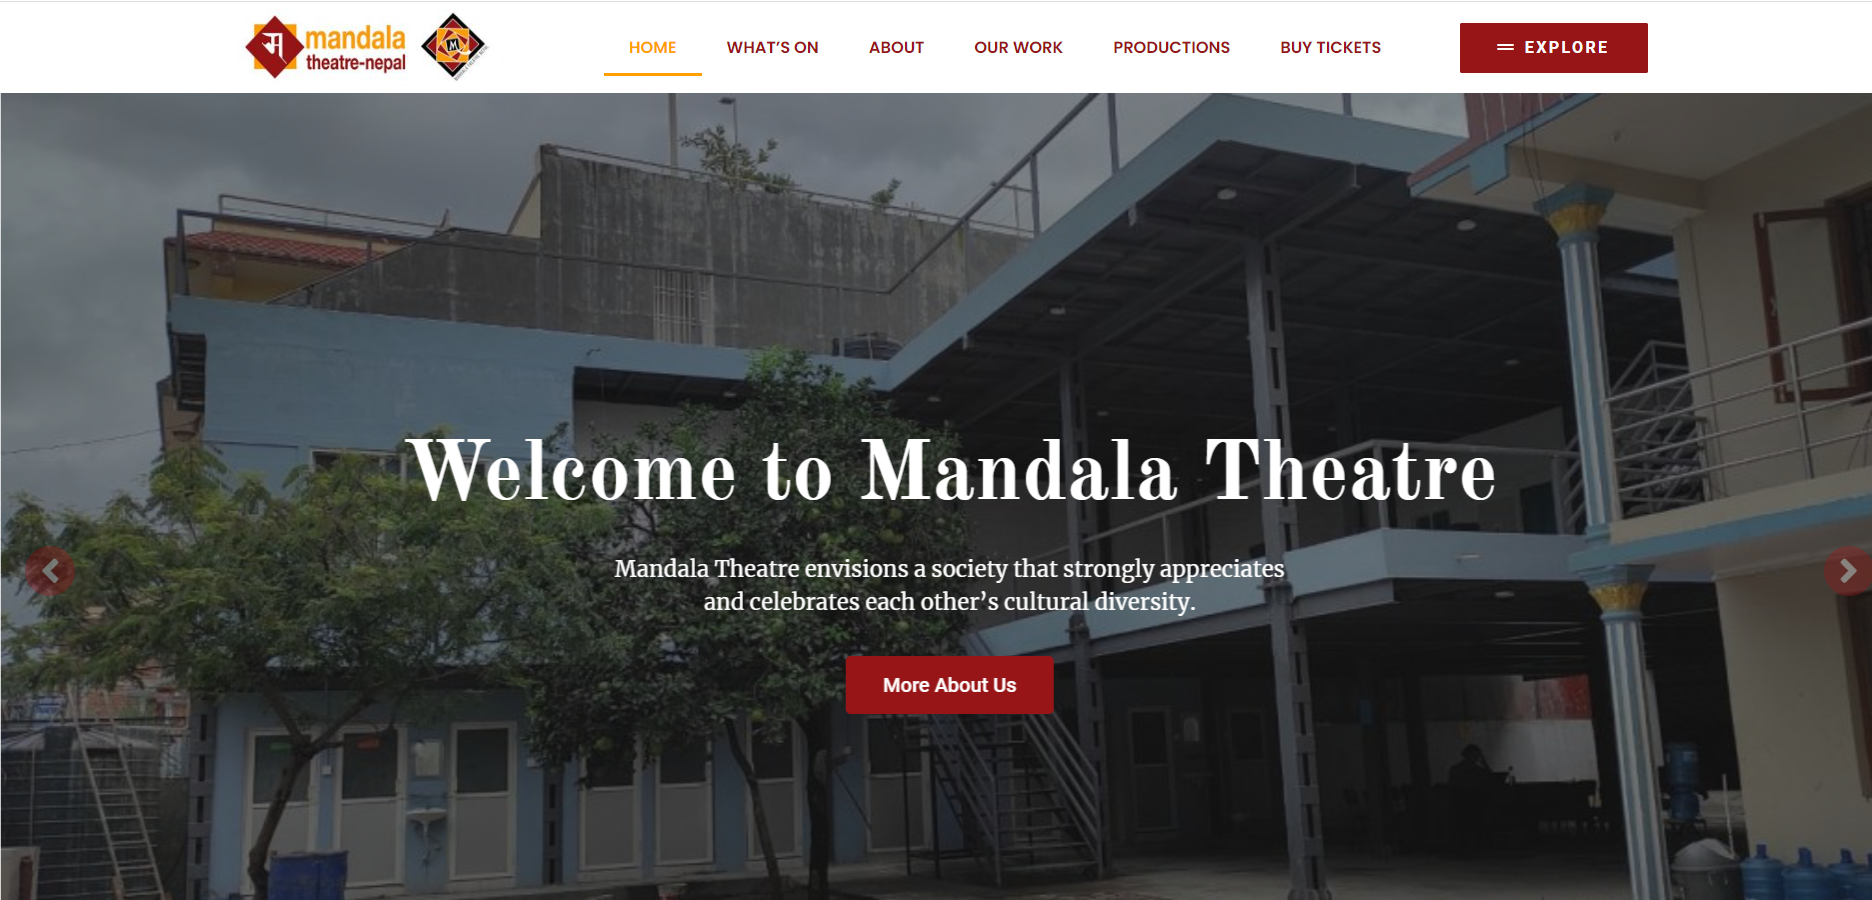 म
mandala
theatre-nepal
M
HOME
WHAT'S ON
ABOUT
OUR WORK
PRODUCTIONS
BUY TICKETS
EXPLORE
Welcome to Mandala Theatre
Mandala Theatre envisions a society that strongly appreciates
and celebrates each other’s cultural diversity.
More About Us